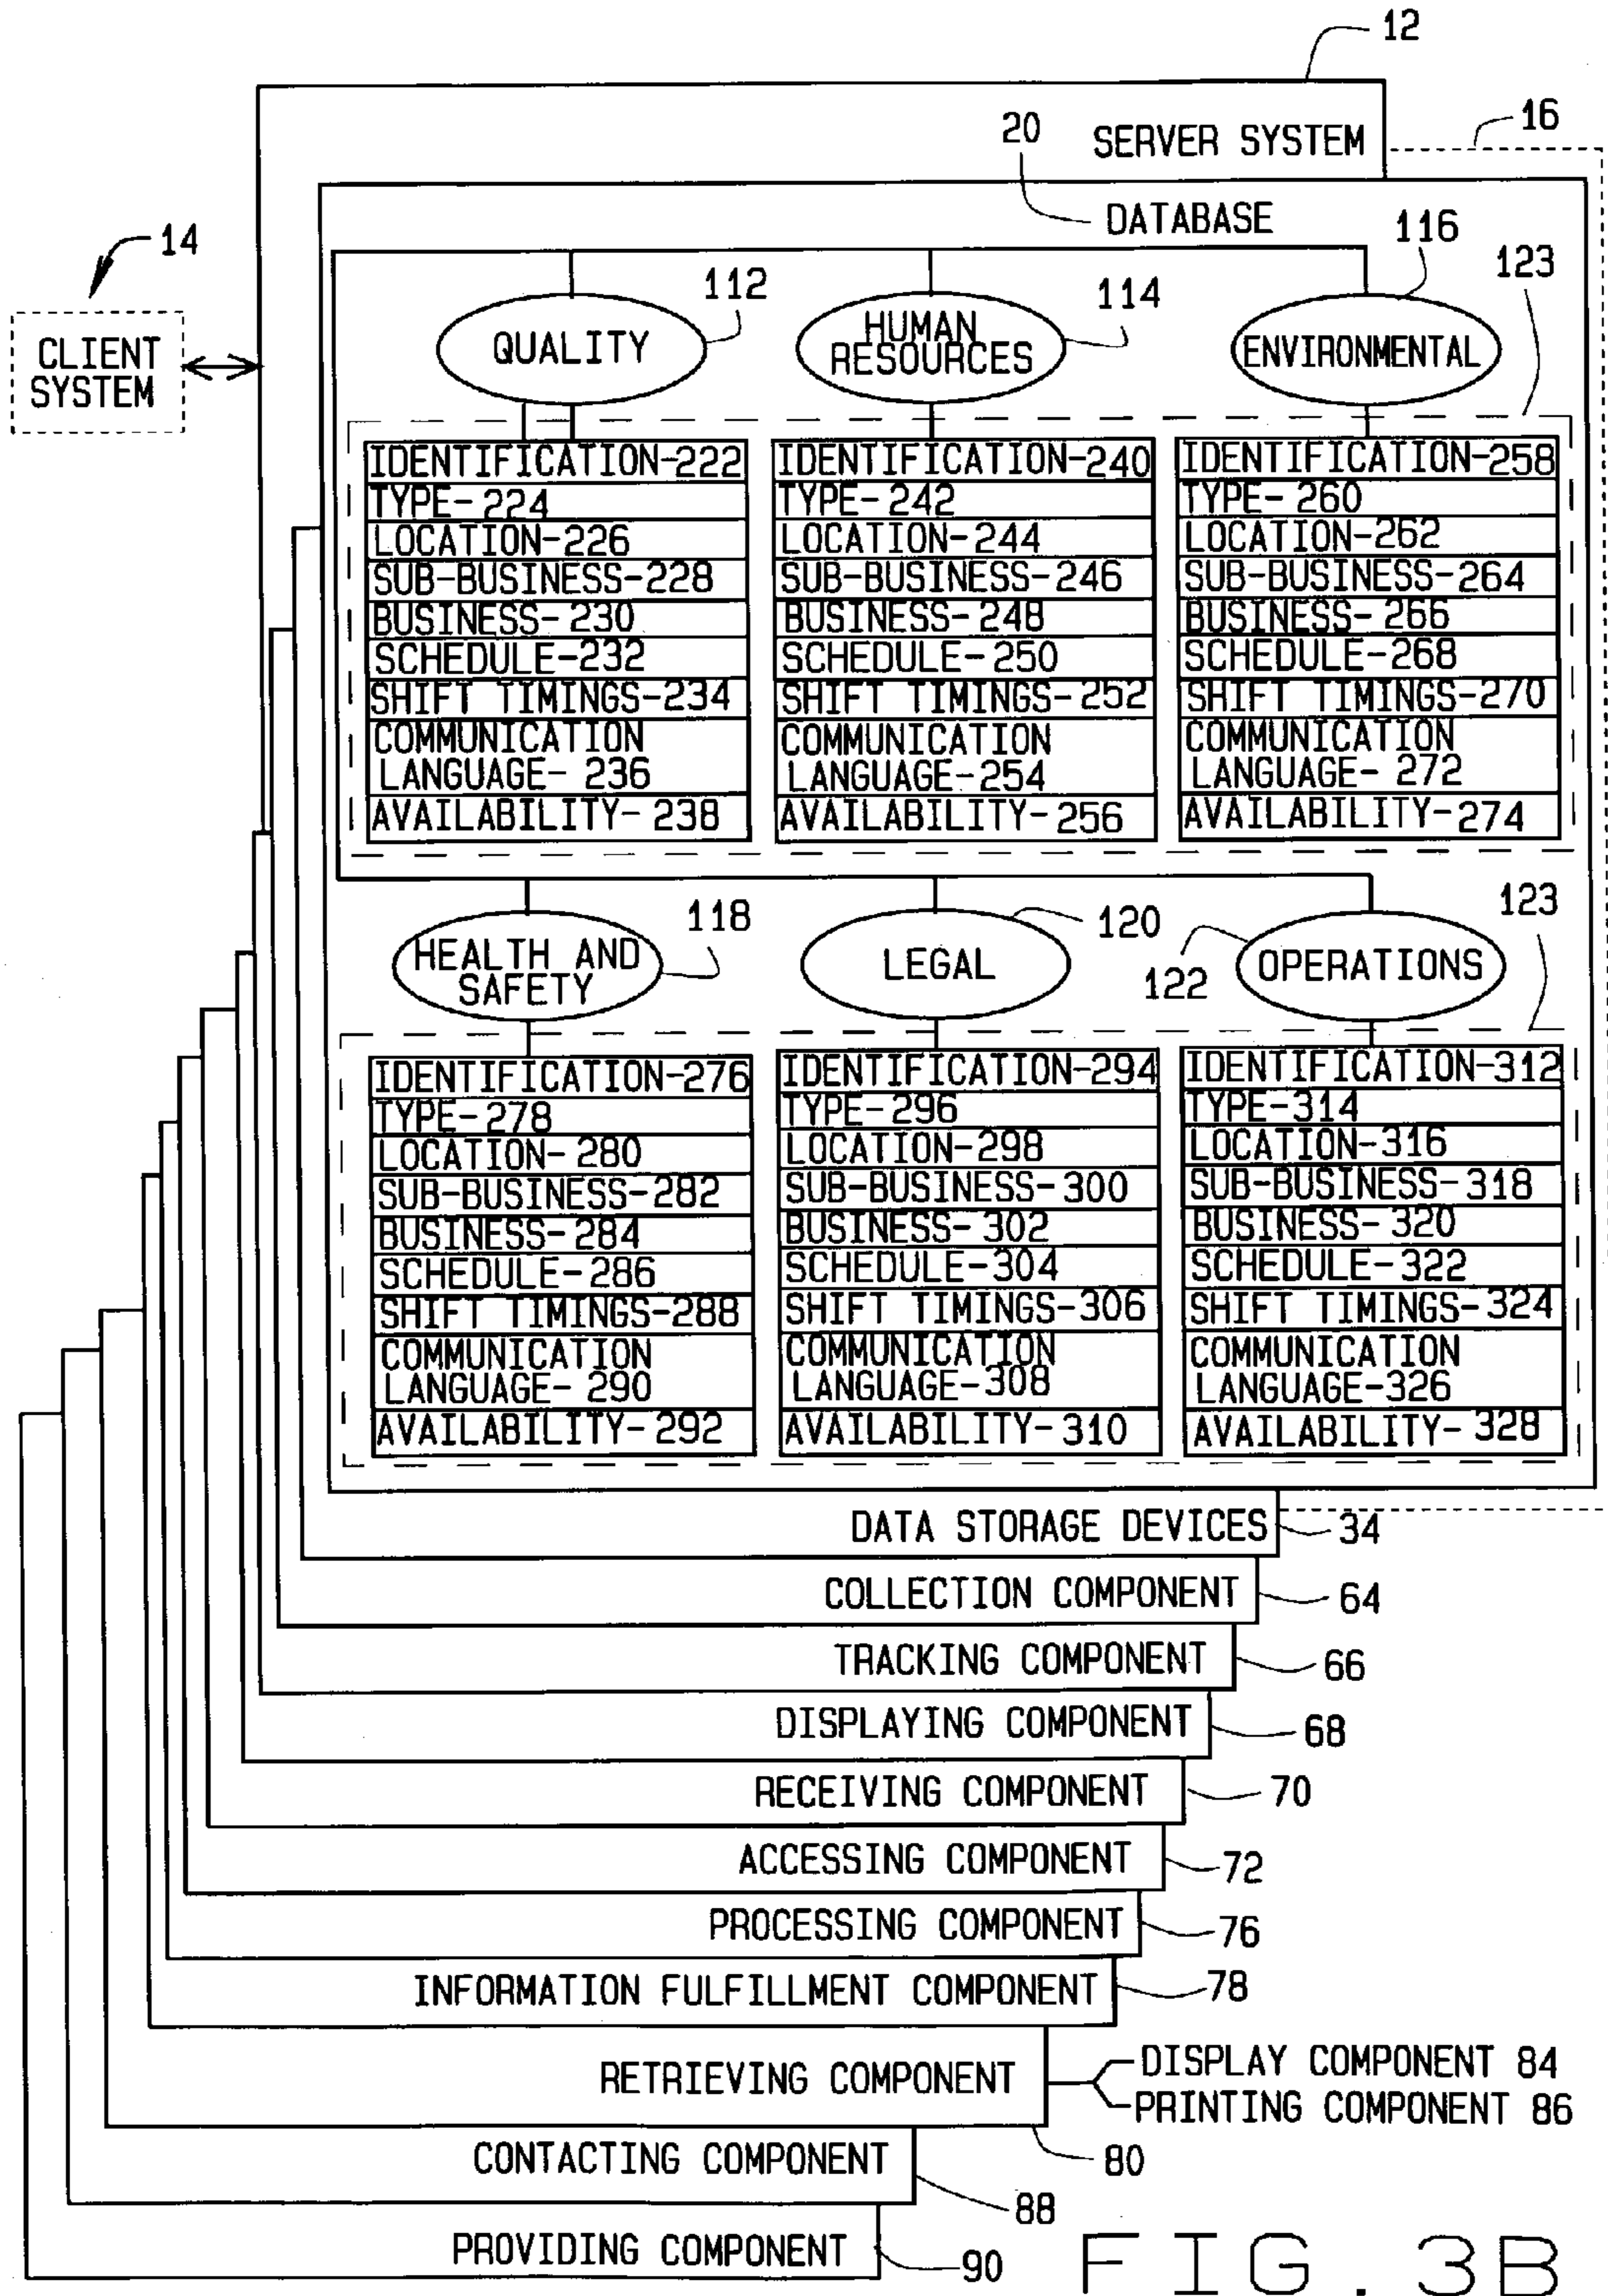 12
SERVER SYSTEM
16
20
DATABASE
14
116
123
112
114
CLIENT
SYSTEM
QUALITY
HUMAN
RESOURCES
ENVIRONMENTAL
IDENTIFICATION-222
TYPE-224
LOCATION-226
SUB-BUSINESS-228
BUSINESS-230
SCHEDULE-232
SHIFT TIMINGS-234
COMMUNICATION
LANGUAGE-236
AVAILABILITY-238
IDENTIFICATION-240
TYPE-242
LOCATION-244
SUB-BUSINESS-246
BUSINESS-248
SCHEDULE-250
SHIFT TIMINGS-252
COMMUNICATION
LANGUAGE-254
AVAILABILITY-256
IDENTIFICATION-258
TYPE-260
LOCATION-262
SUB-BUSINESS-264
BUSINESS-266
SCHEDULE-268
SHIFT TIMINGS-270
COMMUNICATION
LANGUAGE-272
AVAILABILITY-274
118
120
123
HEALTH AND
SAFETY
LEGAL
122
OPERATIONS
IDENTIFICATION-276
TYPE-278
LOCATION-280
SUB-BUSINESS-282
BUSINESS-284
SCHEDULE-286
SHIFT TIMINGS-288
COMMUNICATION
LANGUAGE-290
AVAILABILITY-292
IDENTIFICATION-294
TYPE-296
LOCATION-298
SUB-BUSINESS-300
BUSINESS-302
SCHEDULE-304
SHIFT TIMINGS-306
COMMUNICATION
LANGUAGE-308
AVAILABILITY-310
IDENTIFICATION-312
TYPE-314
LOCATION-316
SUB-BUSINESS-318
BUSINESS-320
SCHEDULE-322
SHIFT TIMINGS-324
COMMUNICATION
LANGUAGE-326
AVAILABILITY-328
DATA STORAGE DEVICES 34
COLLECTION COMPONENT 64
TRACKING COMPONENT 66
DISPLAYING COMPONENT 68
RECEIVING COMPONENT 70
ACCESSING COMPONENT 72
PROCESSING COMPONENT 76
INFORMATION FULFILLMENT COMPONENT 78
RETRIEVING COMPONENT
DISPLAY COMPONENT 84
PRINTING COMPONENT 86
80
CONTACTING COMPONENT
88
PROVIDING COMPONENT 90
FIG. 3B